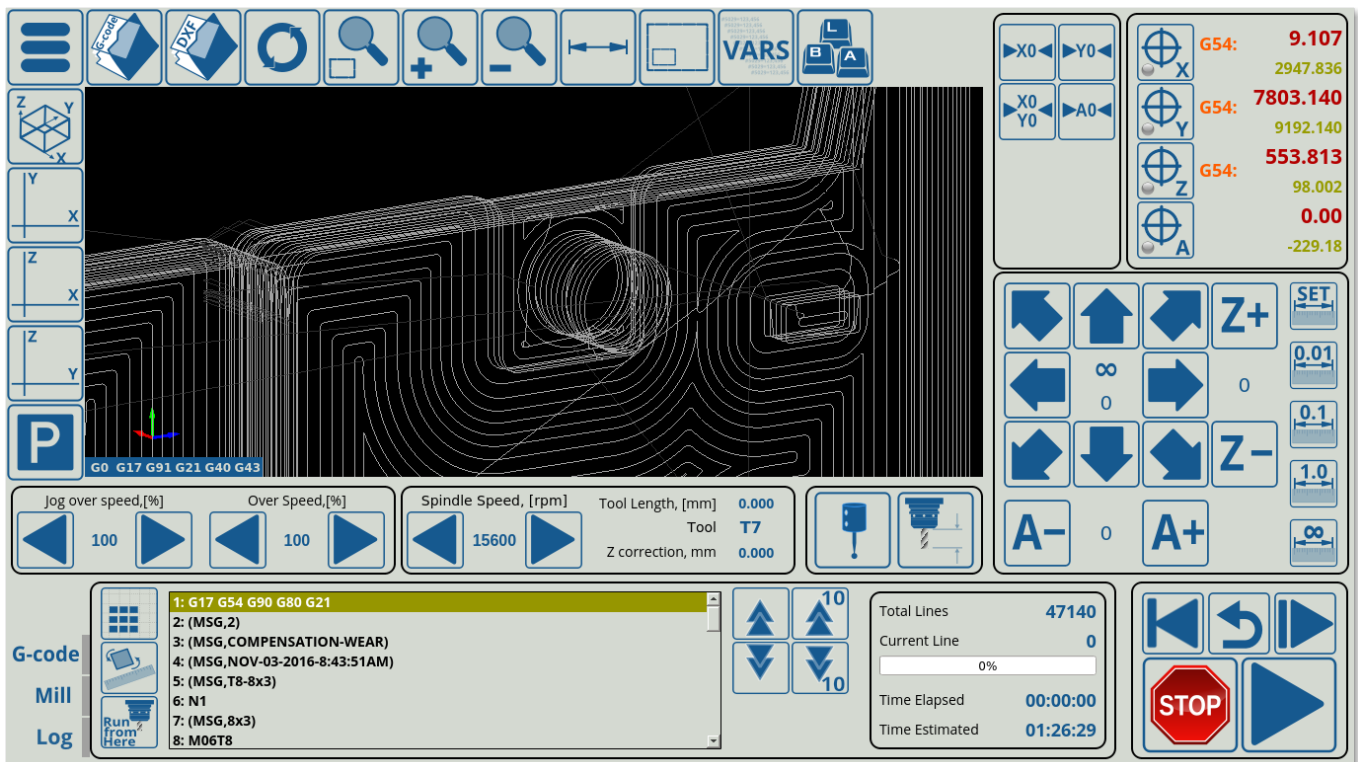 G-code
DXF
VARS
L
B A
▶X0◀ ▶Y0◀
▶X0 Y0◀ ▶A0◀
X G54: 9.107
2947.836
Y G54: 7803.140
9192.140
Z G54: 553.813
98.002
A 0.00
-229.18
Z Y
X
Y
X
Z
X
Z
Y
P
G0 G17 G91 G21 G40 G43
Z+
∞
0
0
Z-
A- 0 A+
SET
0.01
0.1
1.0
∞
Jog over speed,[%]
100
Over Speed,[%]
100
Spindle Speed, [rpm]
15600
Tool Length, [mm] 0.000
Tool T7
Z correction, mm 0.000
G-code
Mill
Log
Run
from
Here
1: G17 G54 G90 G80 G21
2: (MSG,2)
3: (MSG,COMPENSATION-WEAR)
4: (MSG,NOV-03-2016-8:43:51AM)
5: (MSG,T8-8x3)
6: N1
7: (MSG,8x3)
8: M06T8
10
10
Total Lines 47140
Current Line 0
0%
Time Elapsed 00:00:00
Time Estimated 01:26:29
STOP